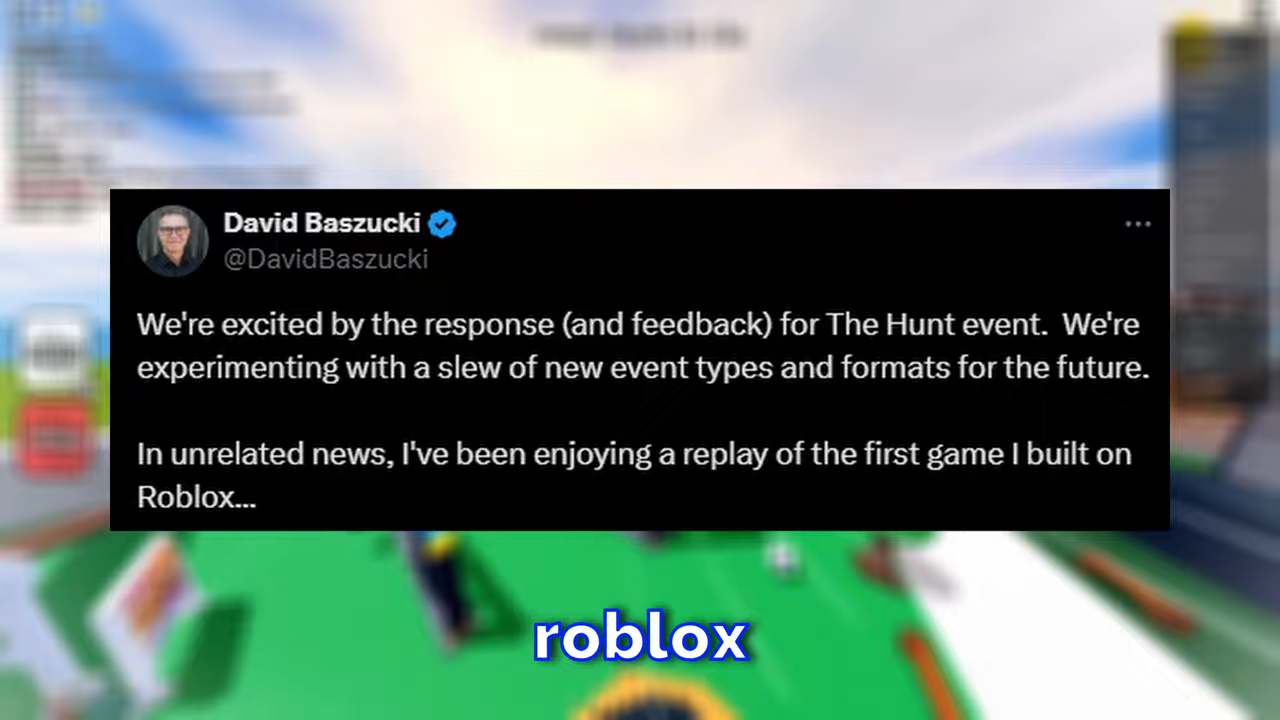 David Baszucki
@DavidBaszucki
We're excited by the response (and feedback) for The Hunt event.  We're
experimenting with a slew of new event types and formats for the future.
In unrelated news, I've been enjoying a replay of the first game I built on
Roblox...
roblox